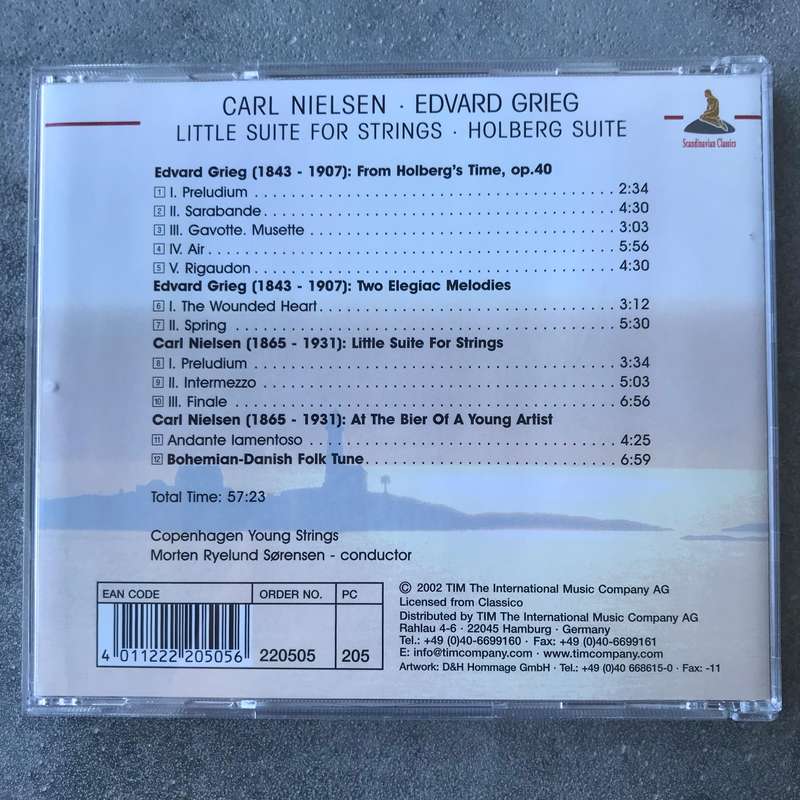 CARL NIELSEN · EDVARD GRIEG
LITTLE SUITE FOR STRINGS · HOLBERG SUITE
Scandinavian Classics
Edvard Grieg (1843 - 1907): From Holberg's Time, op.40
1 I. Preludium 2:34
2 II. Sarabande 4:30
3 III. Gavotte. Musette 3:03
4 IV. Air 5:56
5 V. Rigaudon 4:30
Edvard Grieg (1843 - 1907): Two Elegiac Melodies
6 I. The Wounded Heart 3:12
7 II. Spring 5:30
Carl Nielsen (1865 - 1931): Little Suite For Strings
8 I. Preludium 3:34
9 II. Intermezzo 5:03
10 III. Finale 6:56
Carl Nielsen (1865 - 1931): At The Bier Of A Young Artist
11 Andante lamentoso 4:25
12 Bohemian-Danish Folk Tune 6:59
Total Time: 57:23
Copenhagen Young Strings
Morten Ryelund Sørensen - conductor
EAN CODE ORDER NO. PC
4 011222 205056 220505 205
© 2002 TIM The International Music Company AG
Licensed from Classico
Distributed by TIM The International Music Company AG
Rahlau 4-6 · 22045 Hamburg · Germany
Tel.: +49 (0)40-6699160 · Fax: +49 (0)40-6699161
E: info@timcompany.com · www.timcompany.com
Artwork: D&H Hommage GmbH · Tel.: +49 (0)40 668615-0 · Fax: -11